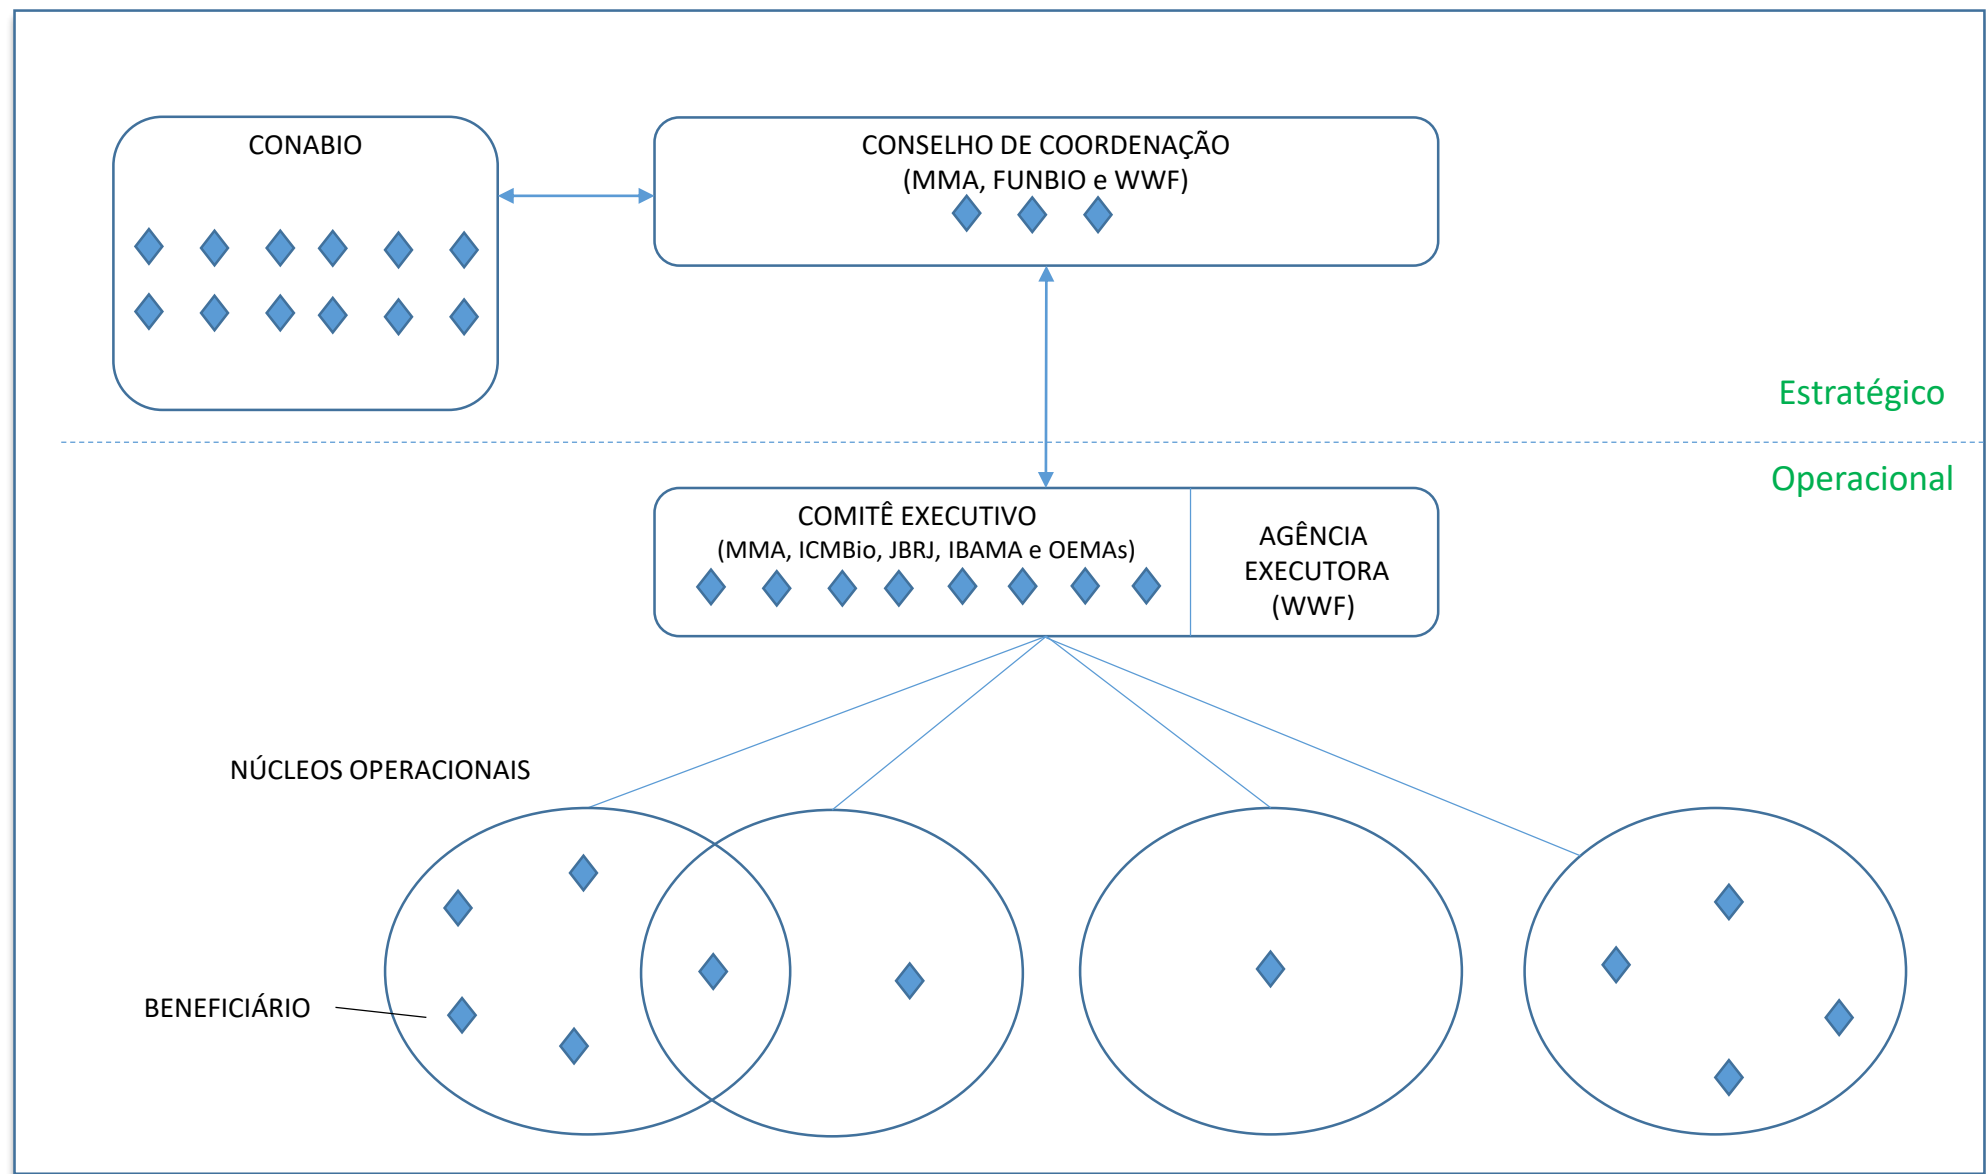 CONABIO
CONSELHO DE COORDENAÇÃO
(MMA, FUNBIO e WWF)
Estratégico
Operacional
COMITÊ EXECUTIVO
(MMA, ICMBio, JBRJ, IBAMA e OEMAs)
AGÊNCIA
EXECUTORA
(WWF)
NÚCLEOS OPERACIONAIS
BENEFICIÁRIO